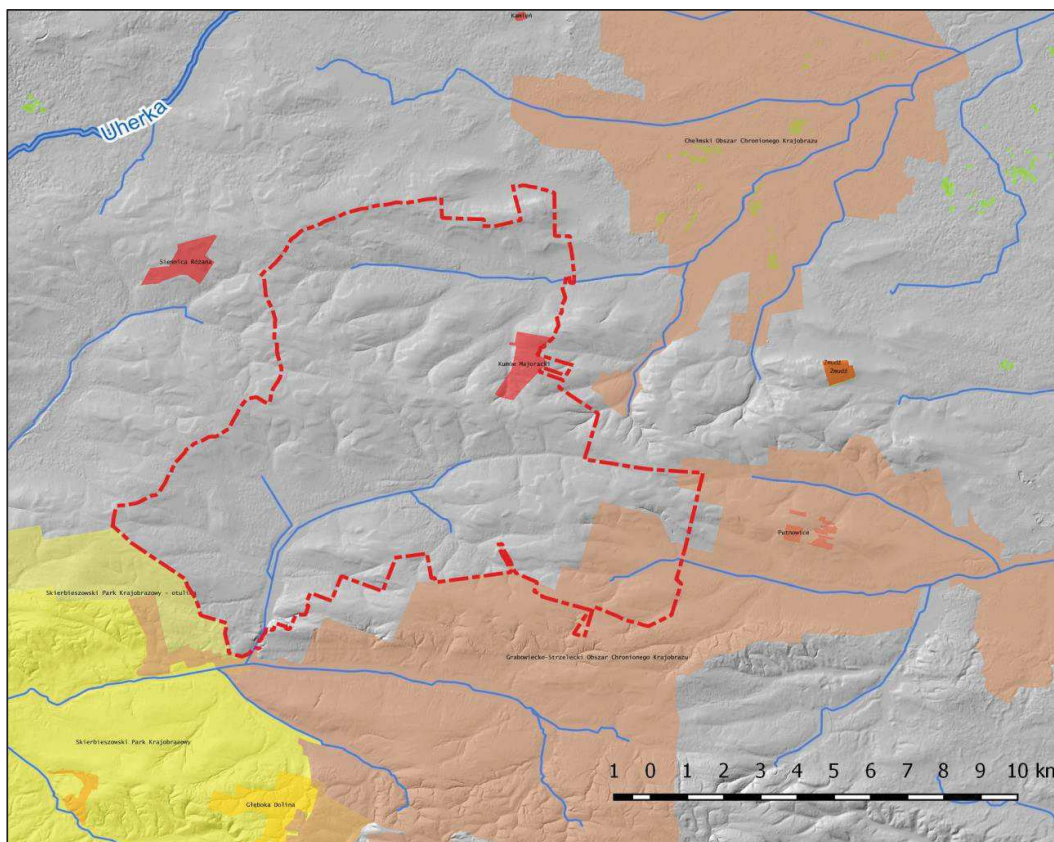 Kamień
Uherka
Chełmski Obszar Chronionego Krajobrazu
Siennica Różana
Żmudź
Żmudź
Kumów Majoracki
Putnowice
Skierbieszowski Park Krajobrazowy - otulina
Grabowiecko-Strzelecki Obszar Chronionego Krajobrazu
Skierbieszowski Park Krajobrazowy
Głęboka Dolina
1 0 1 2 3 4 5 6 7 8 9 10 km